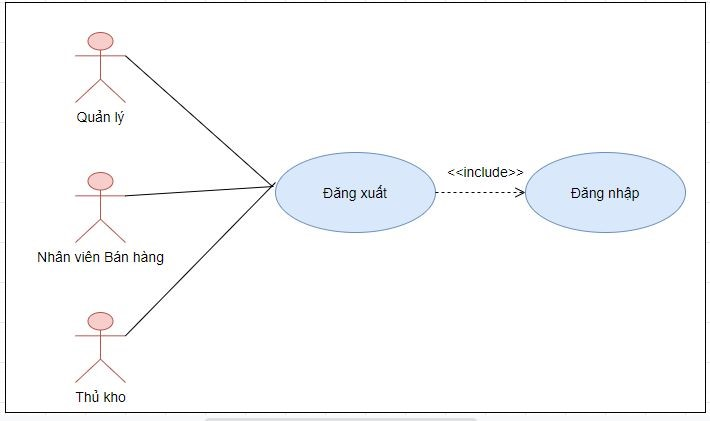 Quản lý
<<include>>
Đăng xuất
Đăng nhập
Nhân viên Bán hàng
Thủ kho